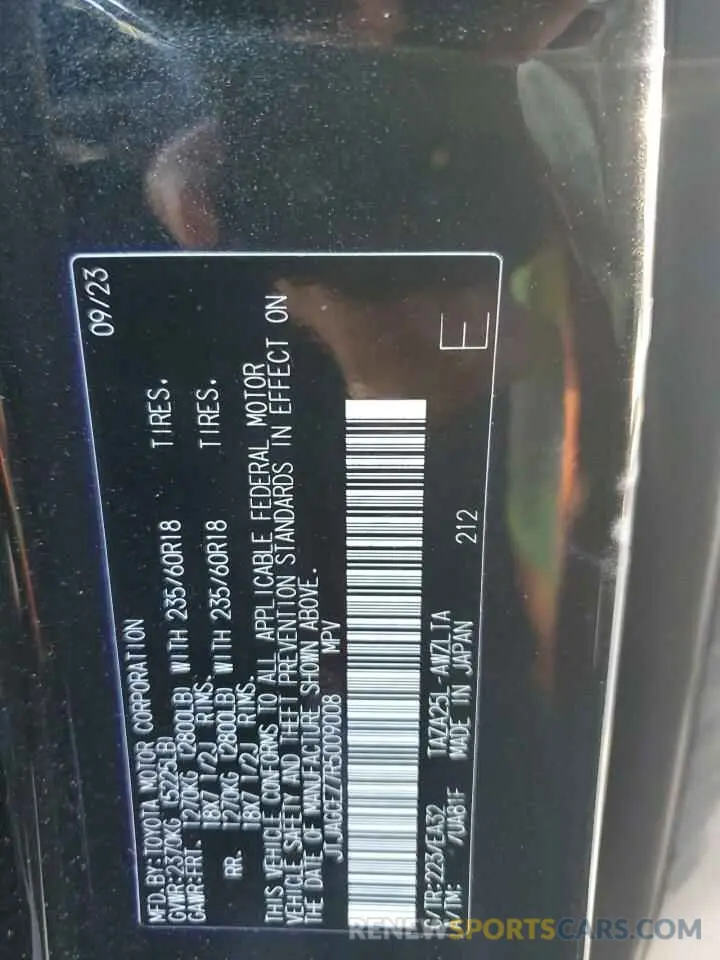 09/23
MFD.BY:TOYOTA MOTOR CORPORATION
GVWR:2370KG (5225LB)
GAWR:FRT. 1270KG (2800LB) WITH 235/60R18 TIRES.
18X7 1/2J RIMS.
RR. 1270KG (2800LB) WITH 235/60R18 TIRES.
18X7 1/2J RIMS.
THIS VEHICLE CONFORMS TO ALL APPLICABLE FEDERAL MOTOR
VEHICLE SAFETY AND THEFT PREVENTION STANDARDS IN EFFECT ON
THE DATE OF MANUFACTURE SHOWN ABOVE.
JTJAGCEZ7R5009008 MPV
C/TR:223/EA32 TAZA25L-AWZLTA 212
A/TM: /UA81F MADE IN JAPAN
E
RENEWSPORTSCARS.COM